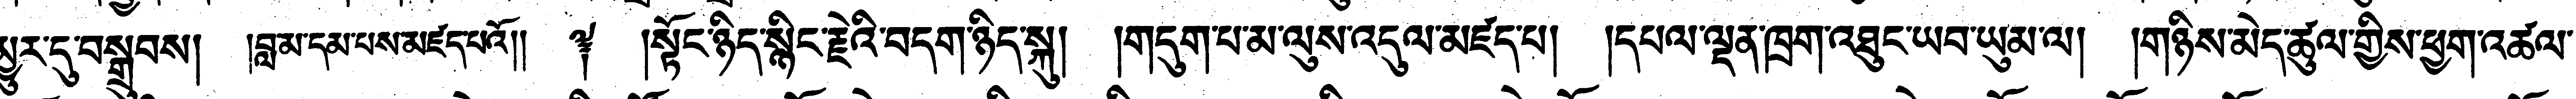 མྱུར་དུ་བསྒྲུབས། །བླ་མ་དམ་པས་མཛད་པའོ།། ༈ །སྟོང་ཉིད་སྙིང་རྗེའི་བདག་ཉིད་སྐུ། །གདུག་པ་མ་ལུས་འདུལ་མཛད་པ། །དཔལ་ལྡན་ཁྲག་འཐུང་ཡབ་ཡུམ་ལ། །གཉིས་མེད་ཚུལ་གྱིས་ཕྱག་འཚལ་